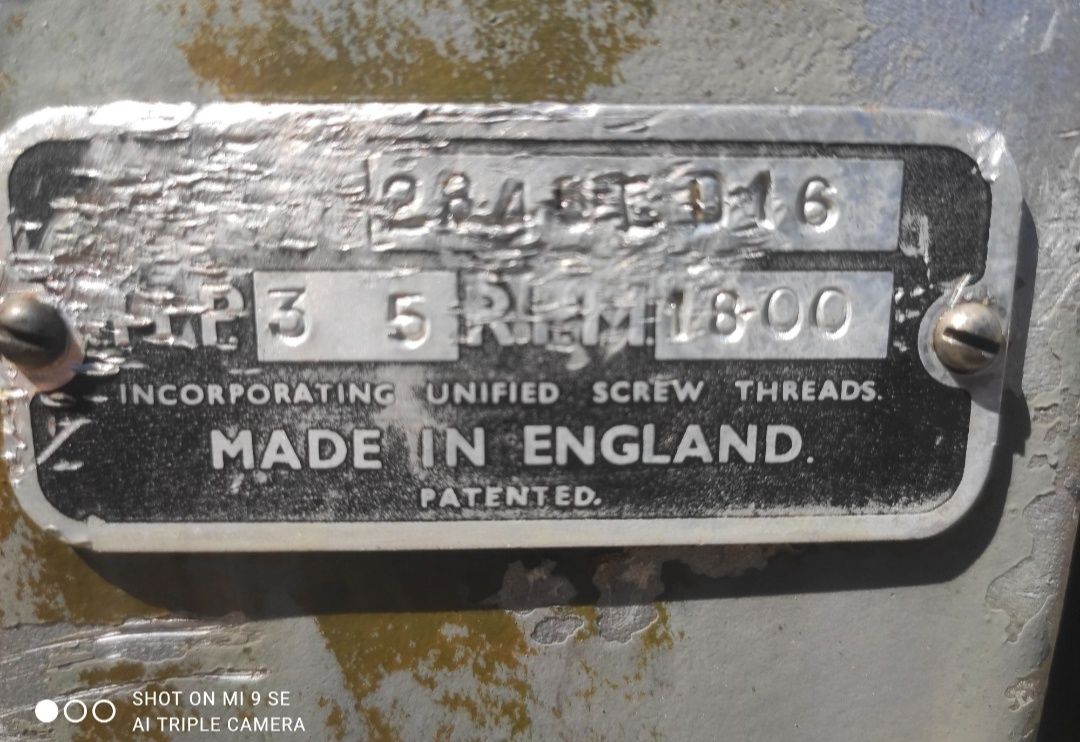 D16
H.P 3 5 R.P.M. 1800
INCORPORATING UNIFIED SCREW THREADS.
MADE IN ENGLAND.
PATENTED.
SHOT ON MI 9 SE
AI TRIPLE CAMERA